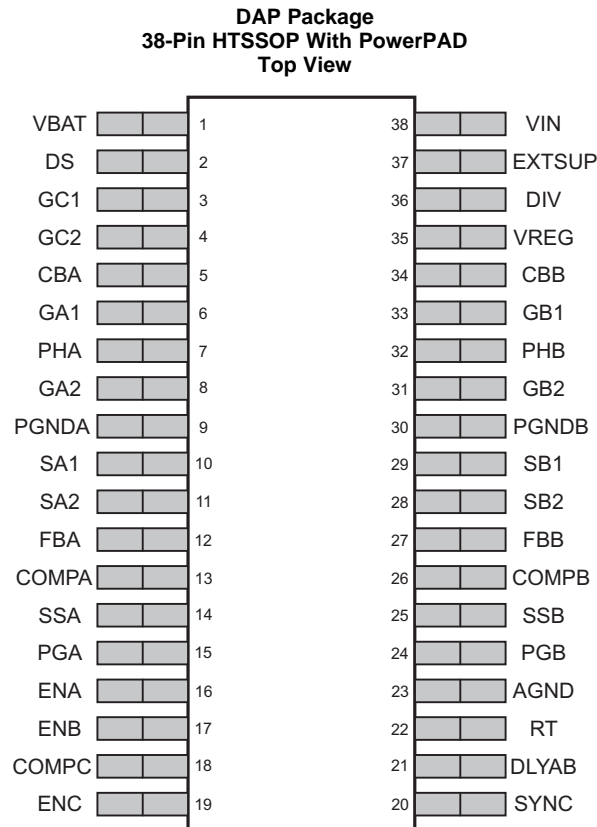 DAP Package
38-Pin HTSSOP With PowerPAD
Top View
VBAT 1 38 VIN
DS 2 37 EXTSUP
GC1 3 36 DIV
GC2 4 35 VREG
CBA 5 34 CBB
GA1 6 33 GB1
PHA 7 32 PHB
GA2 8 31 GB2
PGNDA 9 30 PGNDB
SA1 10 29 SB1
SA2 11 28 SB2
FBA 12 27 FBB
COMPA 13 26 COMPB
SSA 14 25 SSB
PGA 15 24 PGB
ENA 16 23 AGND
ENB 17 22 RT
COMPC 18 21 DLYAB
ENC 19 20 SYNC